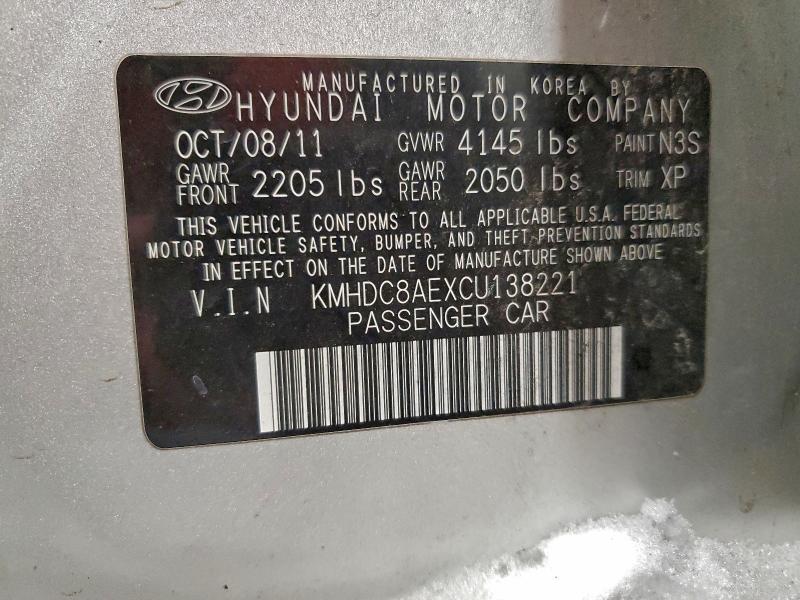 MANUFACTURED IN KOREA BY
HYUNDAI MOTOR COMPANY
OCT/08/11 GVWR 4145 lbs PAINT N3S
GAWR FRONT 2205 lbs GAWR REAR 2050 lbs TRIM XP
THIS VEHICLE CONFORMS TO ALL APPLICABLE U.S.A. FEDERAL
MOTOR VEHICLE SAFETY, BUMPER, AND THEFT PREVENTION STANDARDS
IN EFFECT ON THE DATE OF MANUFACTURE SHOWN ABOVE
V.I.N KMHDC8AEXCU138221
PASSENGER CAR